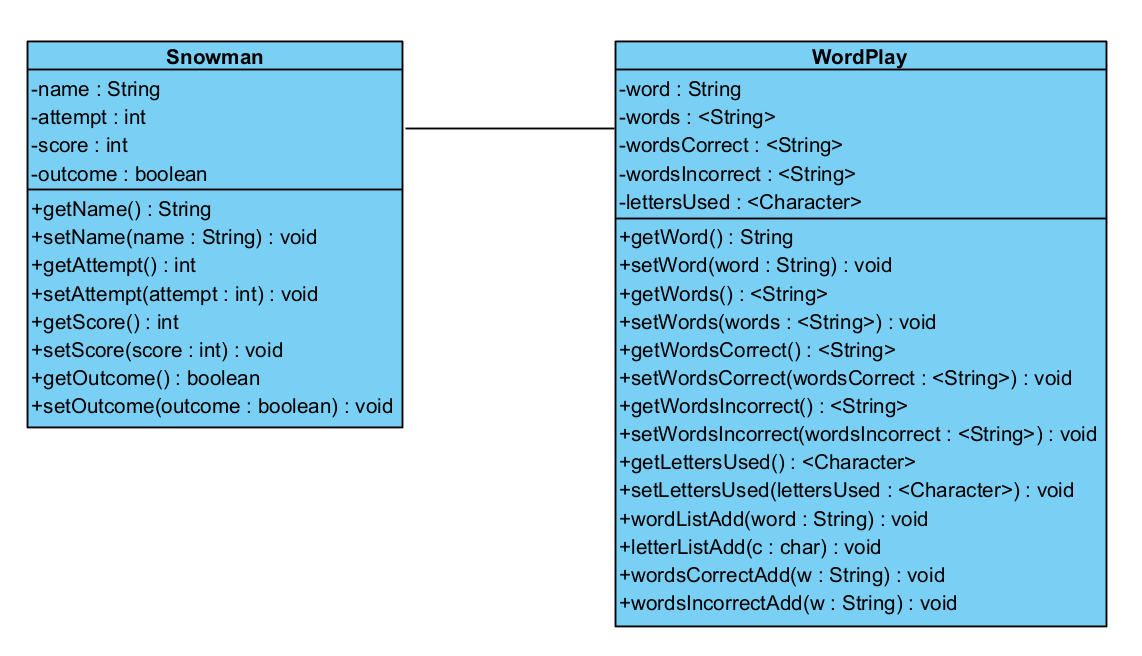 Snowman
-name : String
-attempt : int
-score : int
-outcome : boolean
+getName() : String
+setName(name : String) : void
+getAttempt() : int
+setAttempt(attempt : int) : void
+getScore() : int
+setScore(score : int) : void
+getOutcome() : boolean
+setOutcome(outcome : boolean) : void
WordPlay
-word : String
-words : <String>
-wordsCorrect : <String>
-wordsIncorrect : <String>
-lettersUsed : <Character>
+getWord() : String
+setWord(word : String) : void
+getWords() : <String>
+setWords(words : <String>) : void
+getWordsCorrect() : <String>
+setWordsCorrect(wordsCorrect : <String>) : void
+getWordsIncorrect() : <String>
+setWordsIncorrect(wordsIncorrect : <String>) : void
+getLettersUsed() : <Character>
+setLettersUsed(lettersUsed : <Character>) : void
+wordListAdd(word : String) : void
+letterListAdd(c : char) : void
+wordsCorrectAdd(w : String) : void
+wordsIncorrectAdd(w : String) : void